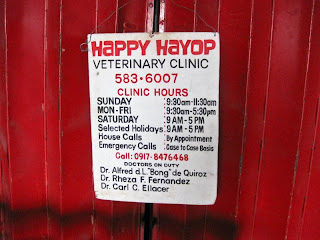 HAPPY HAYOP
VETERINARY CLINIC
583-6007
CLINIC HOURS
SUNDAY : 9:30am-11:30am
MON-FRI : 9:30am-5:30pm
SATURDAY : 9 AM - 5 PM
Selected Holidays : 9 AM - 5 PM
House Calls : By Appointment
Emergency Calls : Case to Case Basis
Call: 0917-8476468
DOCTORS ON DUTY
Dr. Alfred d.L. "Bong" de Quiroz
Dr. Rheza F. Fernandez
Dr. Carl C. Ellacer